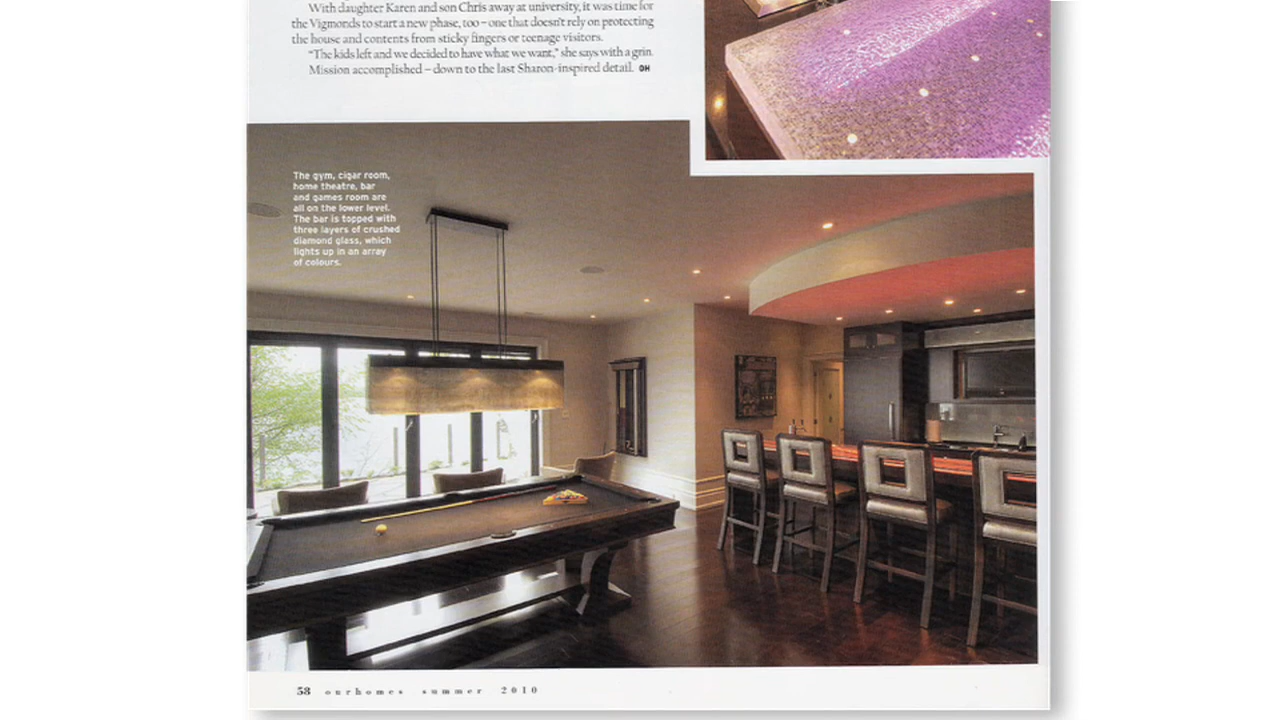 With daughter Karen and son Chris away at university, it was time for
the Vigmonds to start a new phase, too – one that doesn't rely on protecting
the house and contents from sticky fingers or teenage visitors.
"The kids left and we decided to have what we want," she says with a grin.
Mission accomplished – down to the last Sharon-inspired detail. OH
The gym, cigar room,
home theatre, bar
and games room are
all on the lower level.
The bar is topped with
three layers of crushed
diamond glass, which
lights up in an array
of colours.
58 ourhomes summer 2010